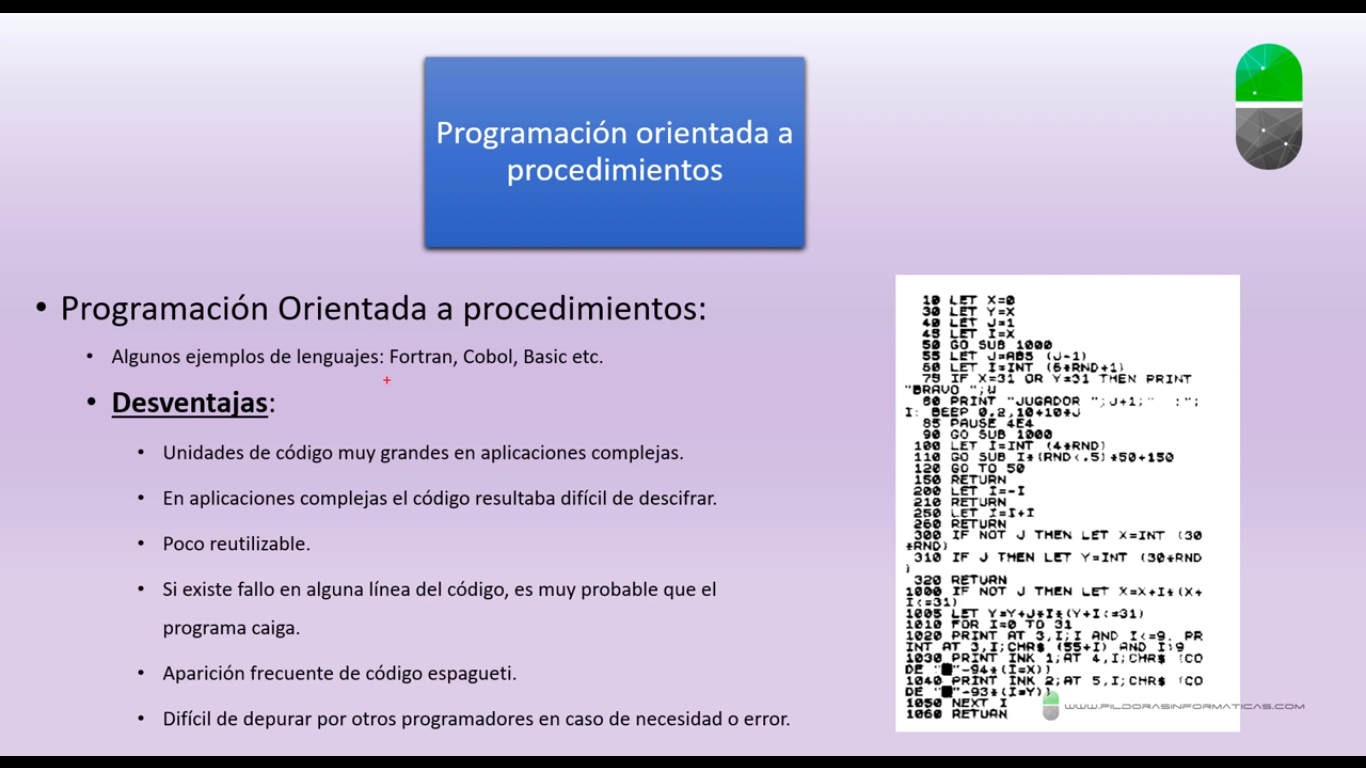 Programación orientada a
procedimientos
• Programación Orientada a procedimientos:
• Algunos ejemplos de lenguajes: Fortran, Cobol, Basic etc.
• Desventajas:
• Unidades de código muy grandes en aplicaciones complejas.
• En aplicaciones complejas el código resultaba difícil de descifrar.
• Poco reutilizable.
• Si existe fallo en alguna línea del código, es muy probable que el
programa caiga.
• Aparición frecuente de código espagueti.
• Difícil de depurar por otros programadores en caso de necesidad o error.
10 LET X=0
30 LET Y=X
40 LET J=1
45 LET I=X
50 GO SUB 1000
55 LET J=ABS (J-1)
60 LET I=INT (6*RND+1)
75 IF X=31 OR Y=31 THEN PRINT
"BRAVO ";
80 PRINT "JUGADOR ";J+1;" :";
I: BEEP 0.2,10+10*J
85 PAUSE 4E4
90 GO SUB 1000
100 LET I=INT (4*RND)
110 GO SUB I*(RND<.5)*50+150
120 GO TO 50
150 RETURN
200 LET I=-I
210 RETURN
250 LET I=I+I
260 RETURN
300 IF NOT J THEN LET X=INT (30
*RND)
310 IF J THEN LET Y=INT (30*RND
)
320 RETURN
1000 IF NOT J THEN LET X=X+I*(X+
I<=31)
1005 LET Y=Y+J*I*(Y+I<=31)
1010 FOR I=0 TO 31
1020 PRINT AT 3,I;I AND I<=9. PR
INT AT 3,I;CHR$ (55+I) AND I>9
1030 PRINT INK 1;AT 4,I;CHR$ (CO
DE "■"-94*(I=X))
1040 PRINT INK 2;AT 5,I;CHR$ (CO
DE "■"-93*(I=Y))
1050 NEXT I
1060 RETURN
WWW.PILDORASINFORMATICAS.COM